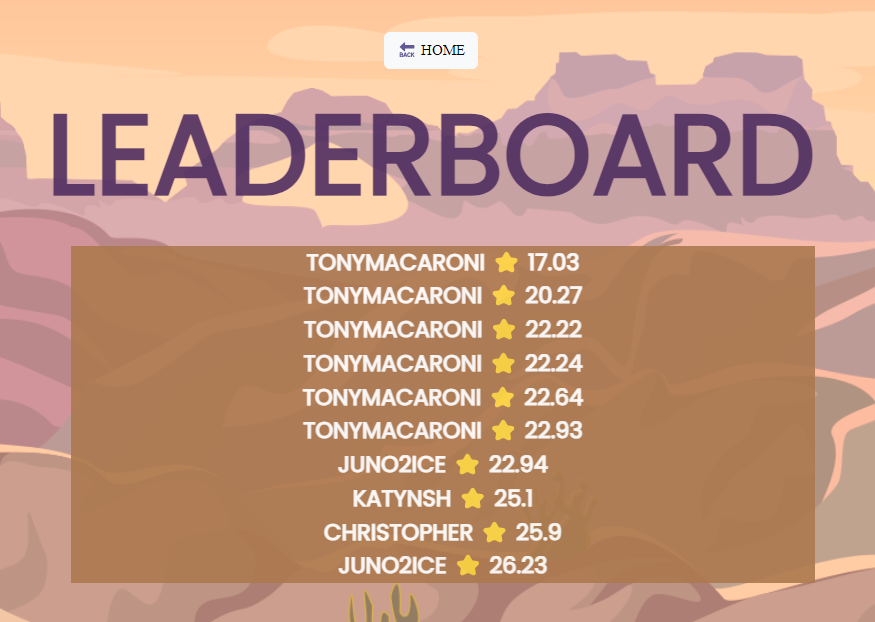 BACK HOME
LEADERBOARD
TONYMACARONI 17.03
TONYMACARONI 20.27
TONYMACARONI 22.22
TONYMACARONI 22.24
TONYMACARONI 22.64
TONYMACARONI 22.93
JUNO2ICE 22.94
KATYNSH 25.1
CHRISTOPHER 25.9
JUNO2ICE 26.23